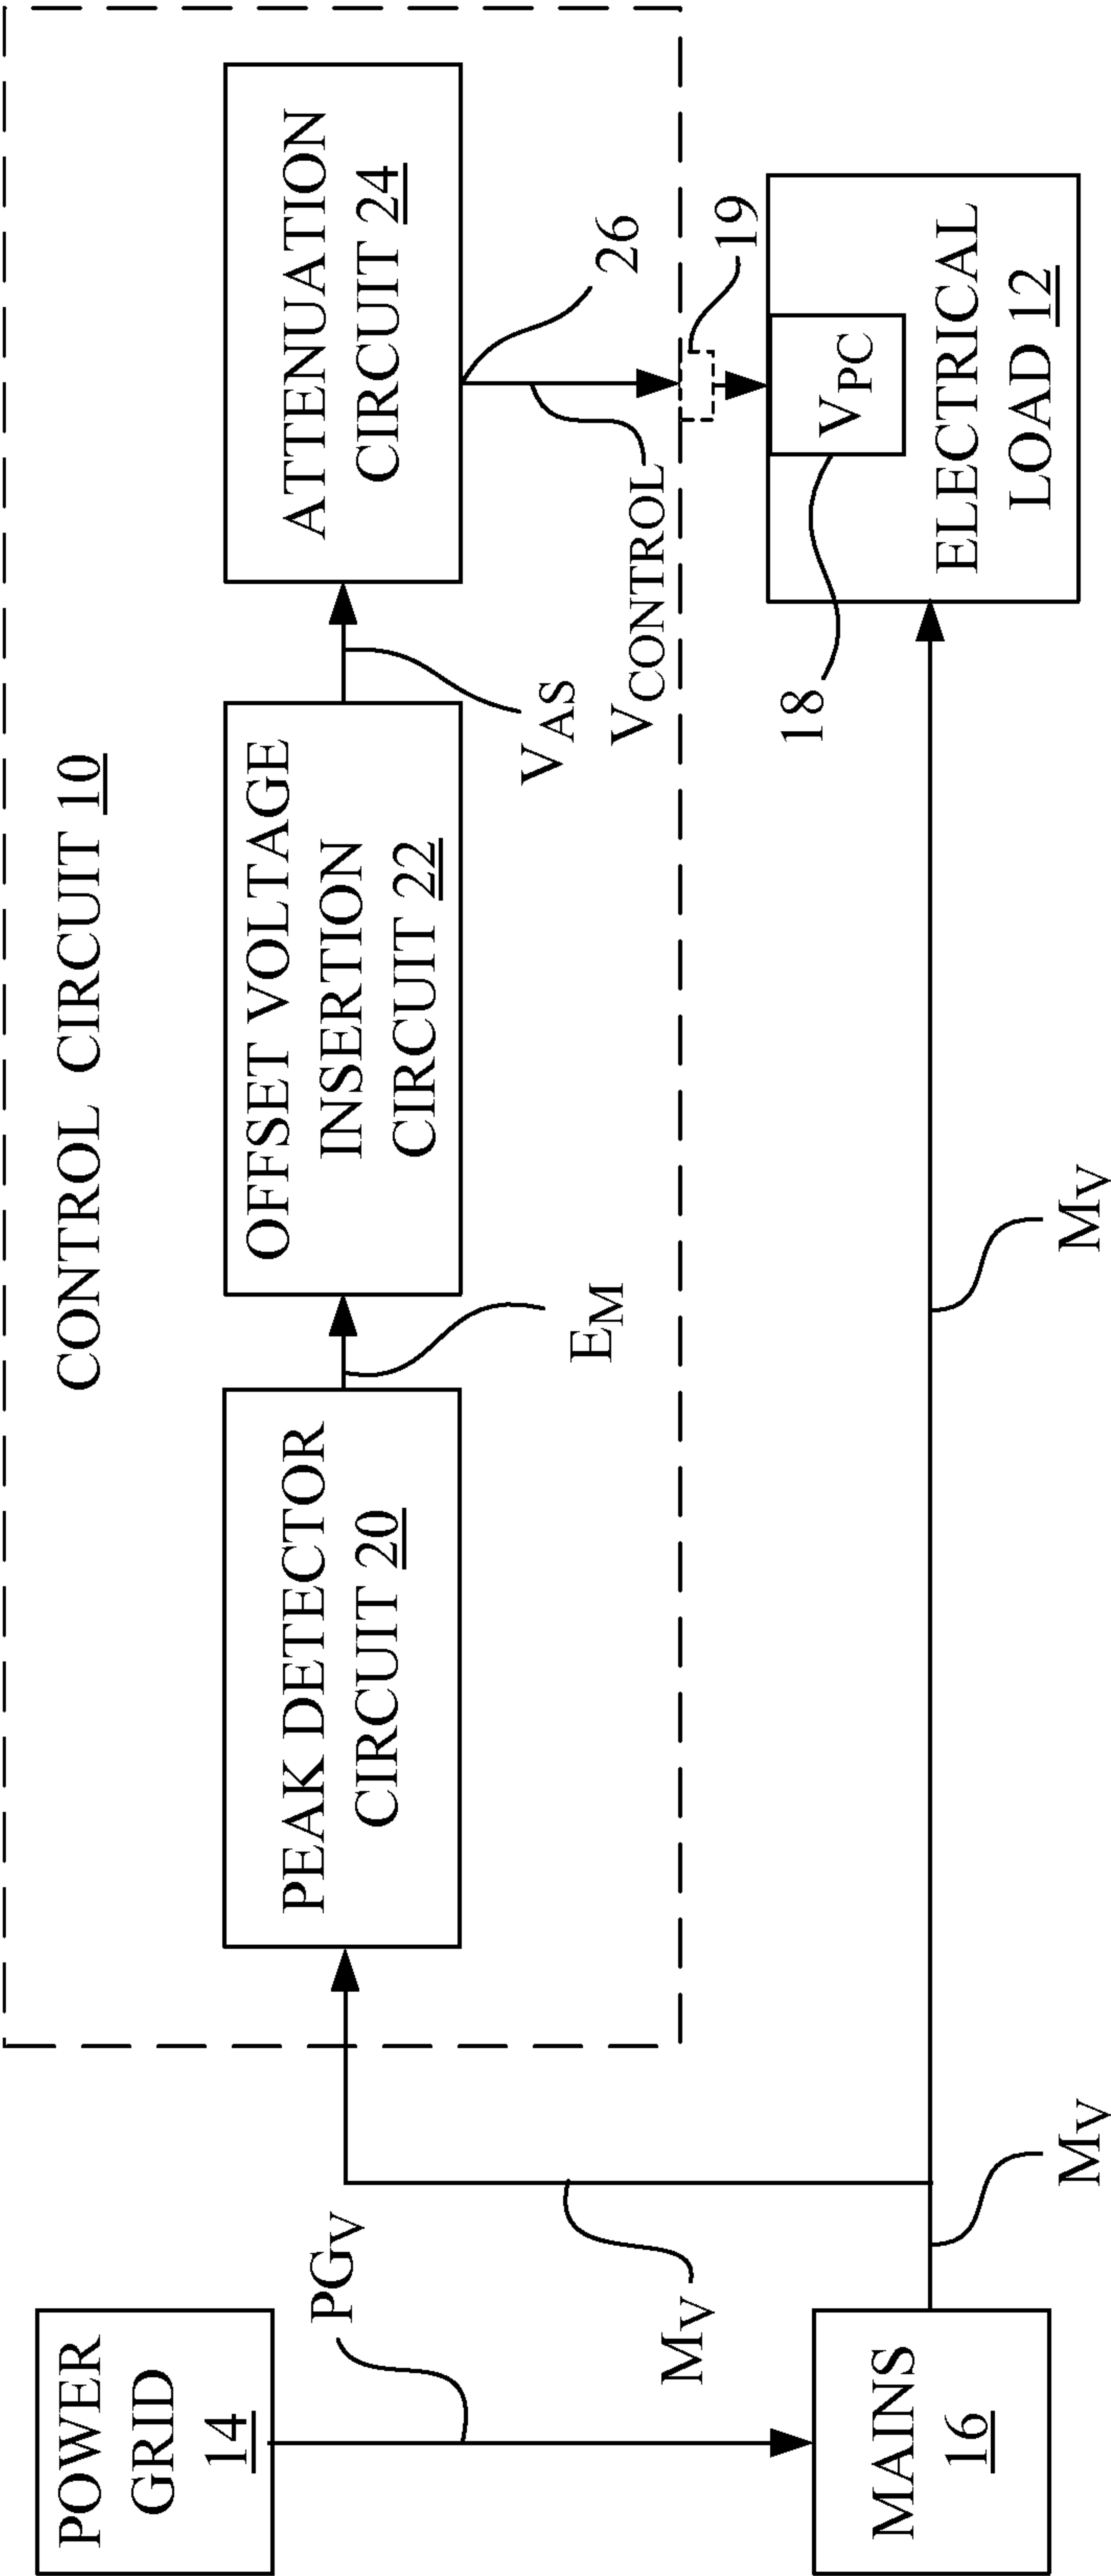 CONTROL CIRCUIT 10
POWER
GRID
14
PGV
MV
PEAK DETECTOR
CIRCUIT 20
EM
OFFSET VOLTAGE
INSERTION
CIRCUIT 22
VAS
ATTENUATION
CIRCUIT 24
26
VCONTROL
19
18
VPC
ELECTRICAL
LOAD 12
MAINS
16
MV
MV